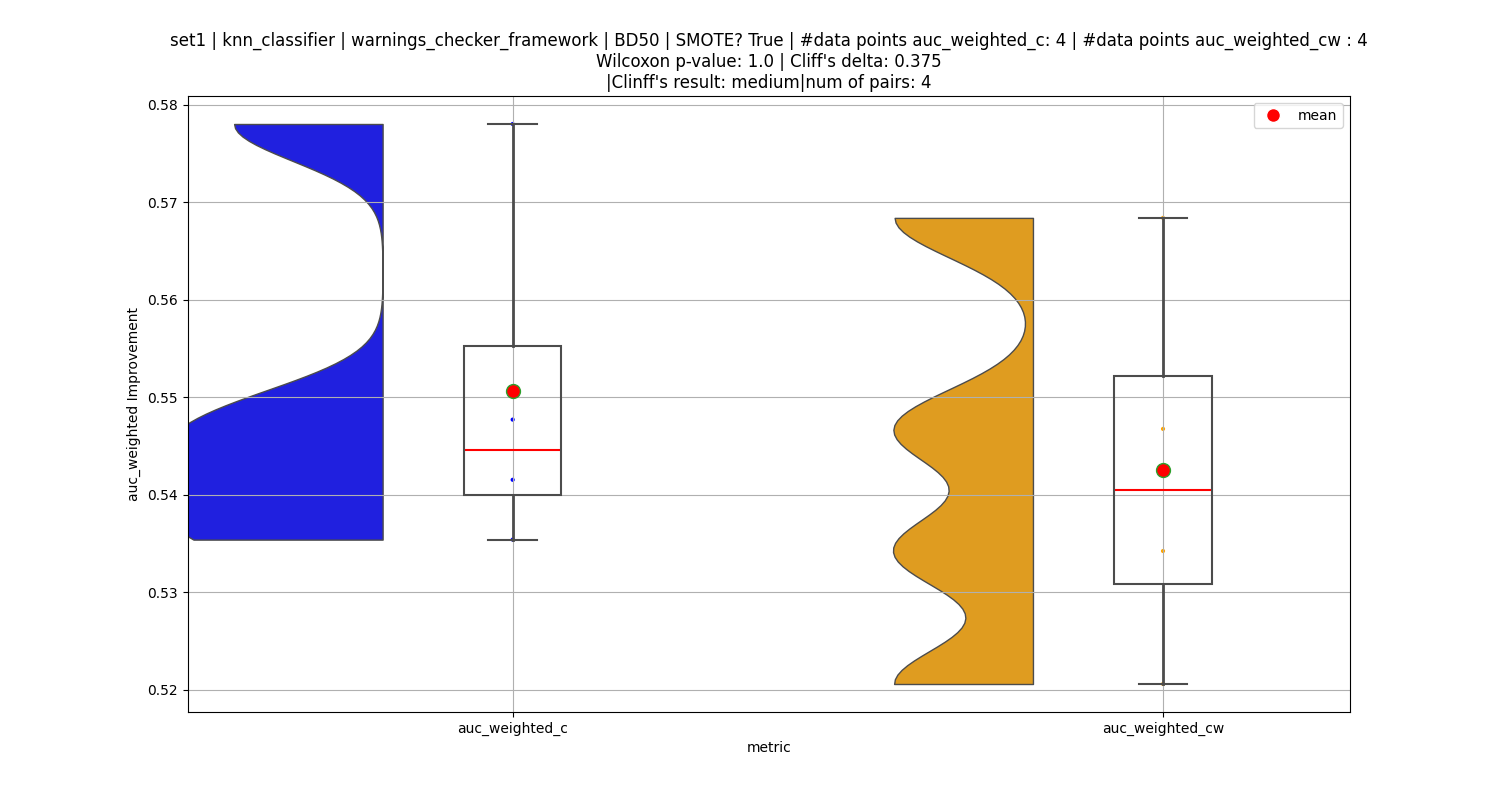 set1 | knn_classifier | warnings_checker_framework | BD50 | SMOTE? True | #data points auc_weighted_c: 4 | #data points auc_weighted_cw : 4
Wilcoxon p-value: 1.0 | Cliff's delta: 0.375
|Clinff's result: medium|num of pairs: 4
mean
0.58
0.57
0.56
0.55
0.54
0.53
0.52
auc_weighted Improvement
auc_weighted_c
auc_weighted_cw
metric